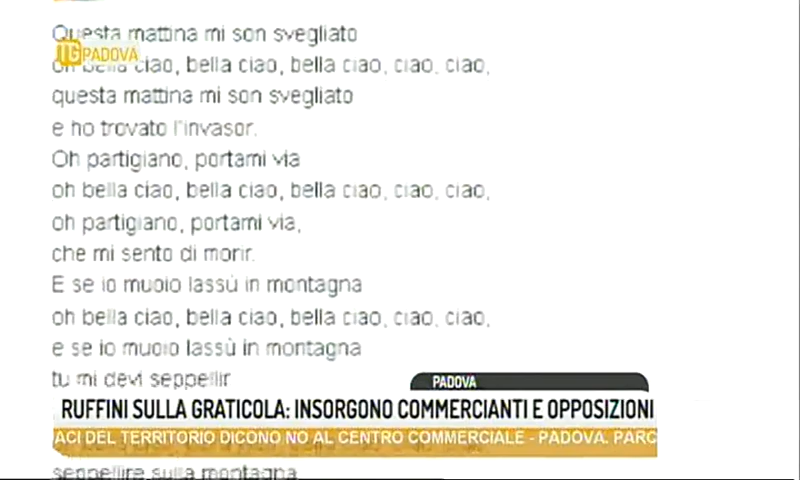 Questa mattina mi son svegliato
TG PADOVA
oh bella ciao, bella ciao, bella ciao, ciao, ciao,
questa mattina mi son svegliato
e ho trovato l'invasor.
Oh partigiano, portami via
oh bella ciao, bella ciao, bella ciao, ciao, ciao,
oh partigiano, portami via,
che mi sento di morir.
E se io muoio lassù in montagna
oh bella ciao, bella ciao, bella ciao, ciao, ciao,
e se io muoio lassù in montagna
tu mi devi seppellir
PADOVA
RUFFINI SULLA GRATICOLA: INSORGONO COMMERCIANTI E OPPOSIZIONI
ACI DEL TERRITORIO DICONO NO AL CENTRO COMMERCIALE - PADOVA. PARC
seppellire sulla montagna